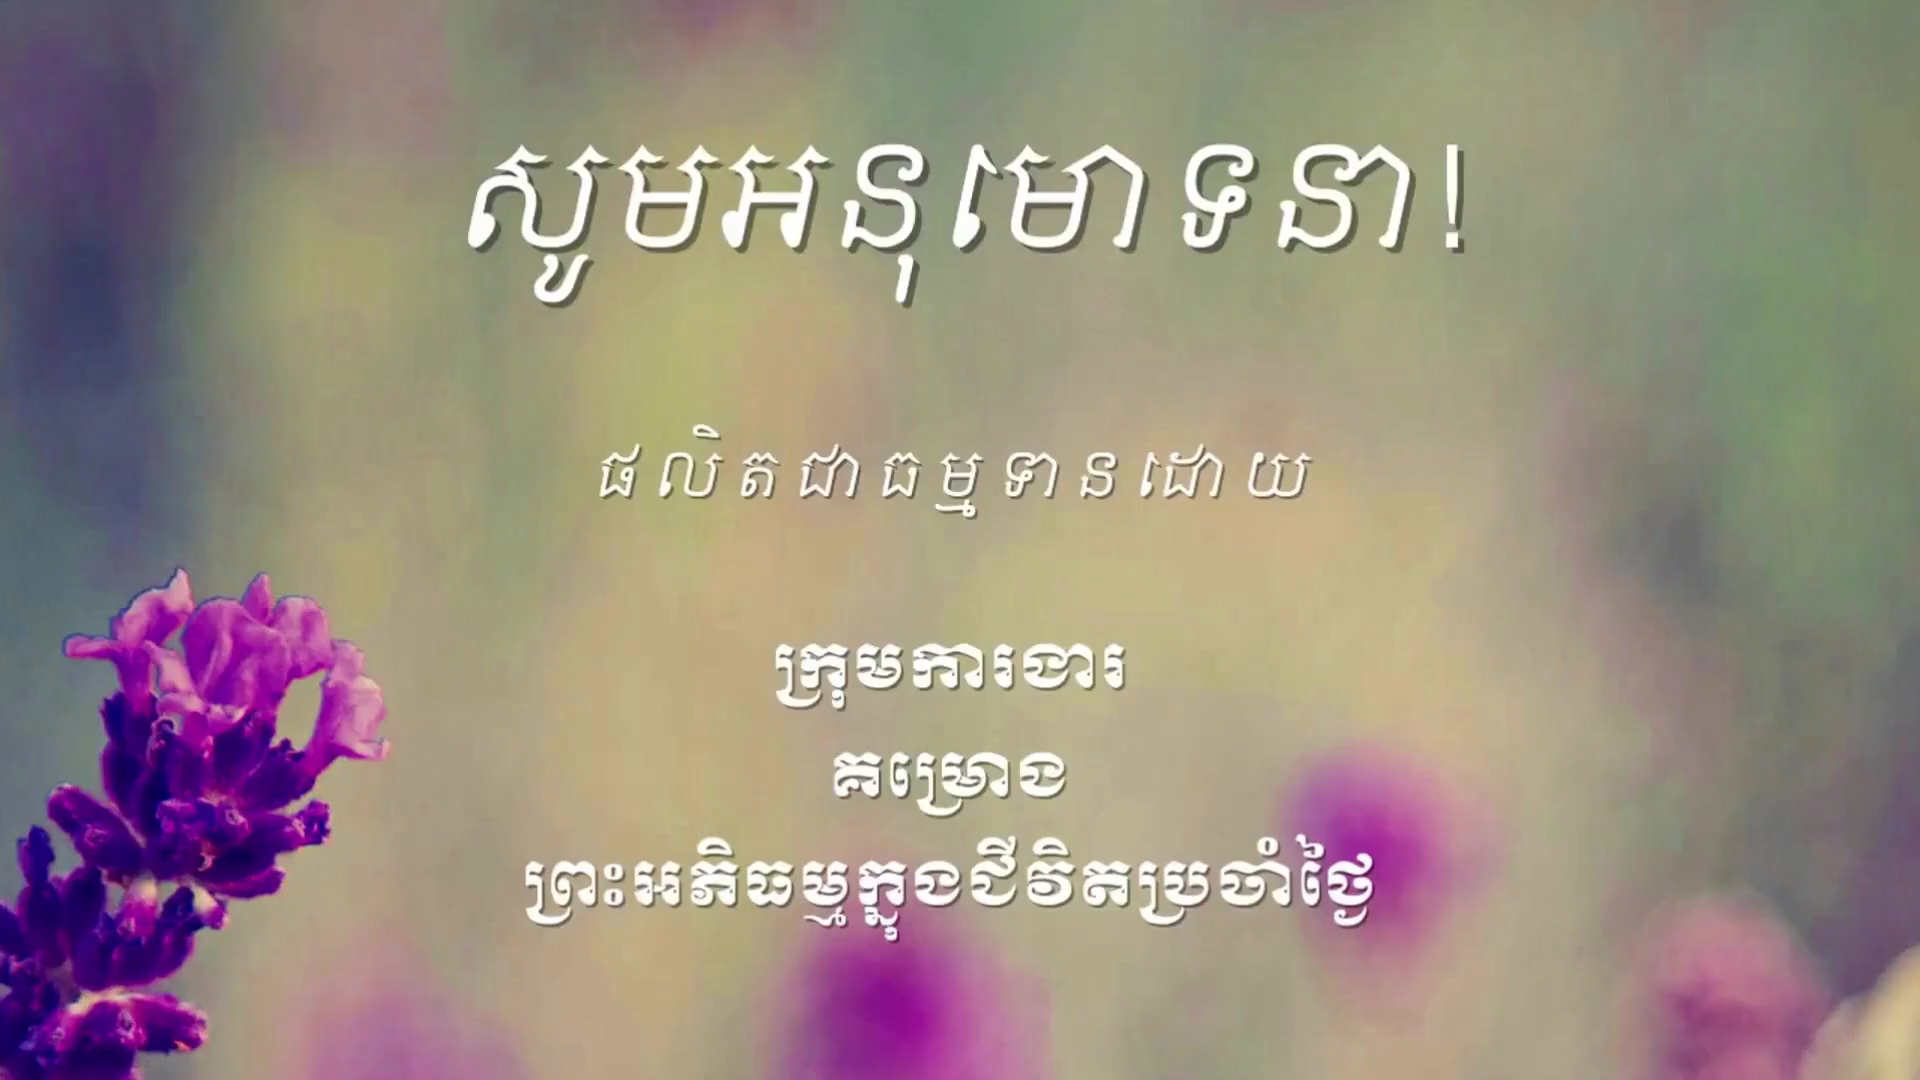 សូមអនុមោទនា!
ផលិតជាធម្មទានដោយ
ក្រុមការងារ
គម្រោង
ព្រះអភិធម្មក្នុងជីវិតប្រចាំថ្ងៃ